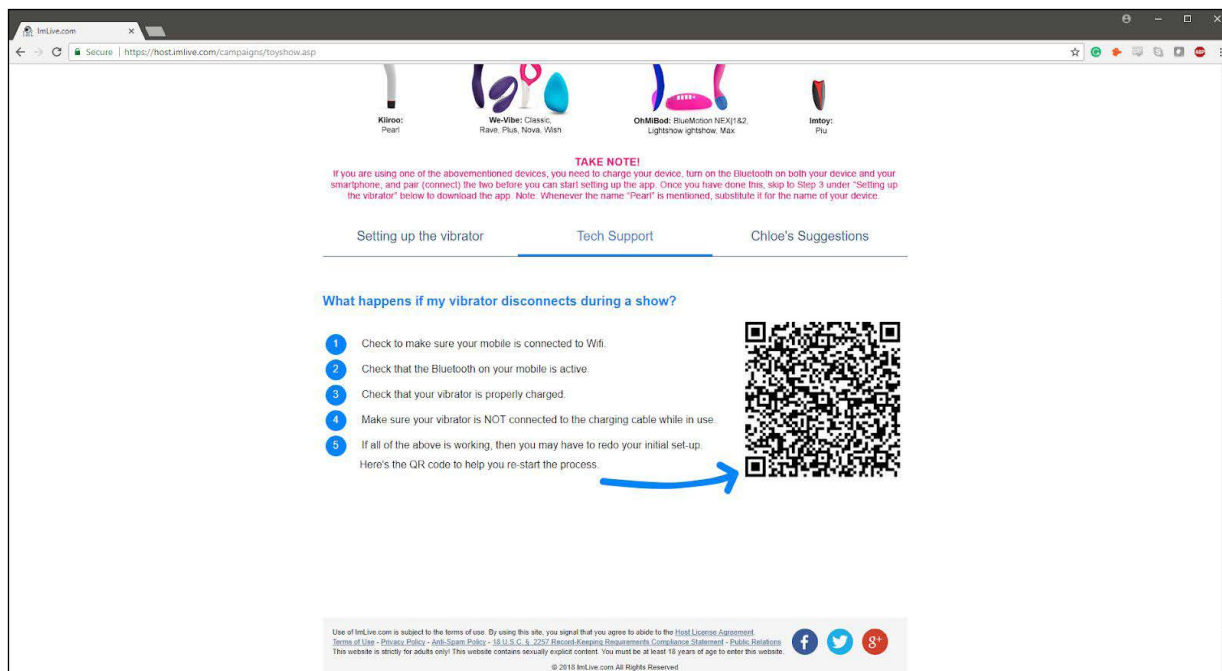 ImLive.com
Secure | https://host.imlive.com/campaigns/toyshow.asp
Kiiroo:
Pearl
We-Vibe: Classic,
Rave, Plus, Nova, Wish
OhMiBod: BlueMotion NEX|1&2,
Lightshow ightshow, Max
Imtoy:
Piu
TAKE NOTE!
If you are using one of the abovementioned devices, you need to charge your device, turn on the Bluetooth on both your device and your
smartphone, and pair (connect) the two before you can start setting up the app. Once you have done this, skip to Step 3 under "Setting up
the vibrator" below to download the app. Note: Whenever the name "Pearl" is mentioned, substitute it for the name of your device.
Setting up the vibrator
Tech Support
Chloe's Suggestions
What happens if my vibrator disconnects during a show?
1 Check to make sure your mobile is connected to Wifi.
2 Check that the Bluetooth on your mobile is active.
3 Check that your vibrator is properly charged.
4 Make sure your vibrator is NOT connected to the charging cable while in use.
5 If all of the above is working, then you may have to redo your initial set-up.
Here's the QR code to help you re-start the process.
Use of ImLive.com is subject to the terms of use. By using this site, you signal that you agree to abide to the Host License Agreement
Terms of Use - Privacy Policy - Anti-Spam Policy - 18 U.S.C. § 2257 Record-Keeping Requirements Compliance Statement - Public Relations
This website is strictly for adults only! This website contains sexually explicit content. You must be at least 18 years of age to enter this website.
© 2018 ImLive.com All Rights Reserved